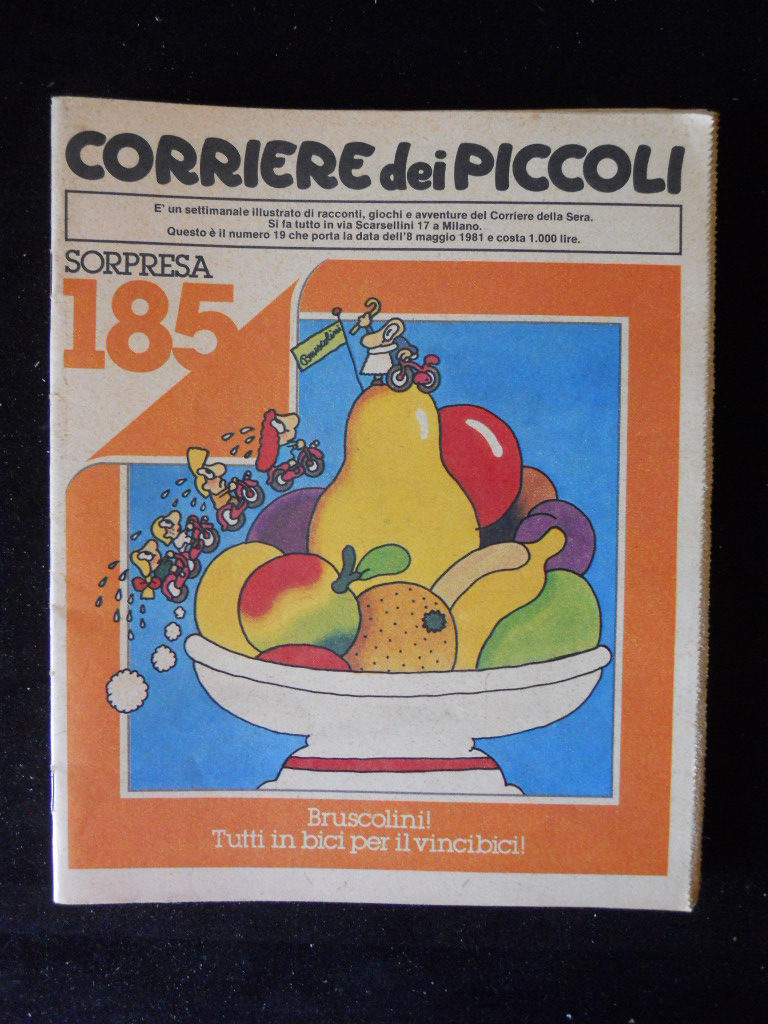 CORRIERE dei PICCOLI
E' un settimanale illustrato di racconti, giochi e avventure del Corriere della Sera.
Si fa tutto in via Scarsellini 17 a Milano.
Questo è il numero 19 che porta la data dell'8 maggio 1981 e costa 1.000 lire.
SORPRESA
185
Bruscolini
Bruscolini!
Tutti in bici per il vincibici!